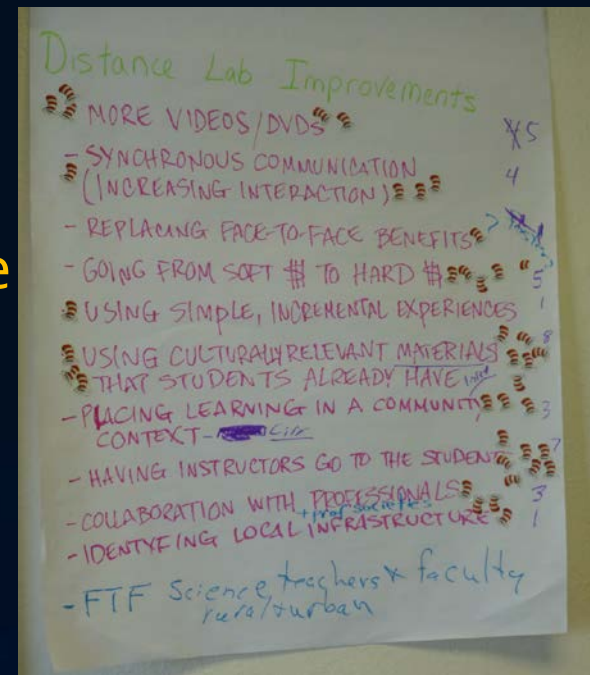 e
Distance Lab Improvements
MORE VIDEOS/DVDS 5
- SYNCHRONOUS COMMUNICATION
(INCREASING INTERACTION) 4
- REPLACING FACE-TO-FACE BENEFITS
- GOING FROM SOFT $ TO HARD $ 5
USING SIMPLE, INCREMENTAL EXPERIENCES 1
USING CULTURALLY RELEVANT MATERIALS 8
THAT STUDENTS ALREADY HAVE
- PLACING LEARNING IN A COMMUNITY 3
CONTEXT -
- HAVING INSTRUCTORS GO TO THE STUDENT 7
- COLLABORATION WITH PROFESSIONALS 3
+ prof societies
- IDENTYFING LOCAL INFRASTRUCTURE 1
- FTF Science teachers & faculty
rural + urban